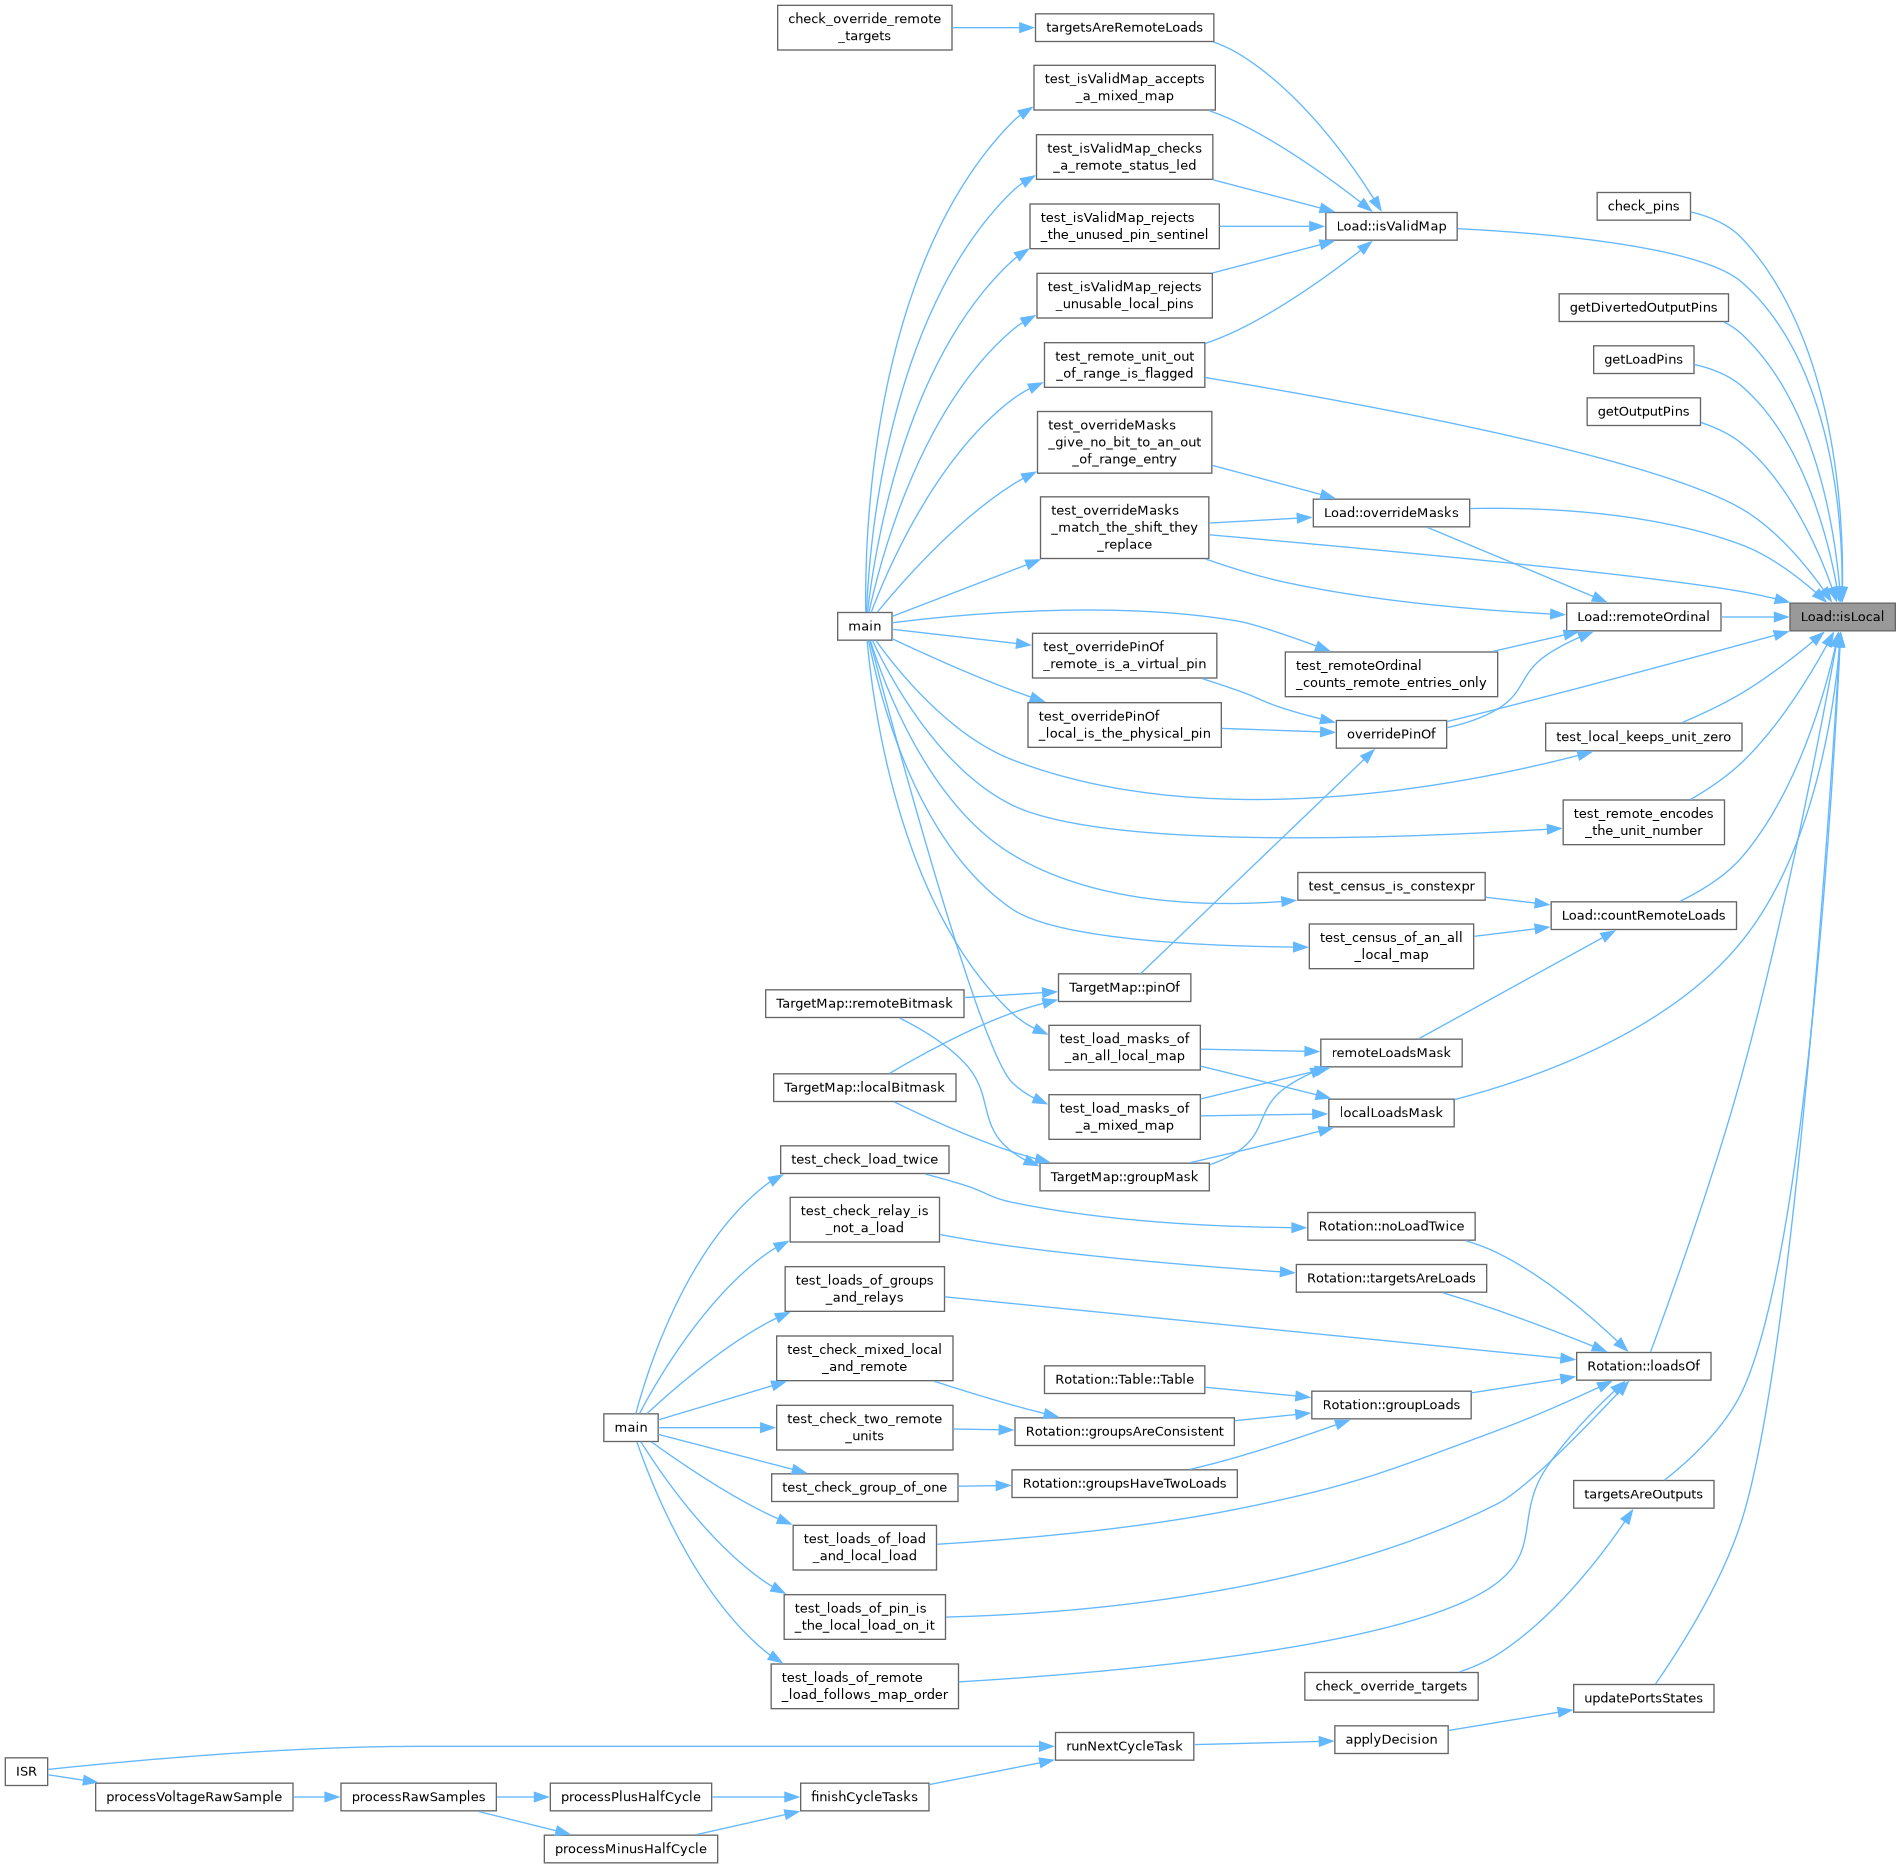 check_override_remote
_targets
targetsAreRemoteLoads
test_isValidMap_accepts
_a_mixed_map
test_isValidMap_checks
_a_remote_status_led
test_isValidMap_rejects
_the_unused_pin_sentinel
test_isValidMap_rejects
_unusable_local_pins
test_remote_unit_out
_of_range_is_flagged
Load::isValidMap
check_pins
getDivertedOutputPins
getLoadPins
getOutputPins
test_overrideMasks
_give_no_bit_to_an_out
_of_range_entry
test_overrideMasks
_match_the_shift_they
_replace
Load::overrideMasks
main
Load::remoteOrdinal
Load::isLocal
test_overridePinOf
_remote_is_a_virtual_pin
test_remoteOrdinal
_counts_remote_entries_only
test_overridePinOf
_local_is_the_physical_pin
overridePinOf
test_local_keeps_unit_zero
test_remote_encodes
_the_unit_number
test_census_is_constexpr
Load::countRemoteLoads
test_census_of_an_all
_local_map
TargetMap::pinOf
TargetMap::remoteBitmask
test_load_masks_of
_an_all_local_map
remoteLoadsMask
TargetMap::localBitmask
test_load_masks_of
_a_mixed_map
localLoadsMask
test_check_load_twice
TargetMap::groupMask
test_check_relay_is
_not_a_load
Rotation::noLoadTwice
test_loads_of_groups
_and_relays
Rotation::targetsAreLoads
test_check_mixed_local
_and_remote
Rotation::Table::Table
Rotation::loadsOf
main
test_check_two_remote
_units
Rotation::groupsAreConsistent
Rotation::groupLoads
test_check_group_of_one
Rotation::groupsHaveTwoLoads
targetsAreOutputs
test_loads_of_load
_and_local_load
test_loads_of_pin_is
_the_local_load_on_it
test_loads_of_remote
_load_follows_map_order
check_override_targets
updatePortsStates
runNextCycleTask
applyDecision
ISR
processVoltageRawSample
processRawSamples
processPlusHalfCycle
finishCycleTasks
processMinusHalfCycle